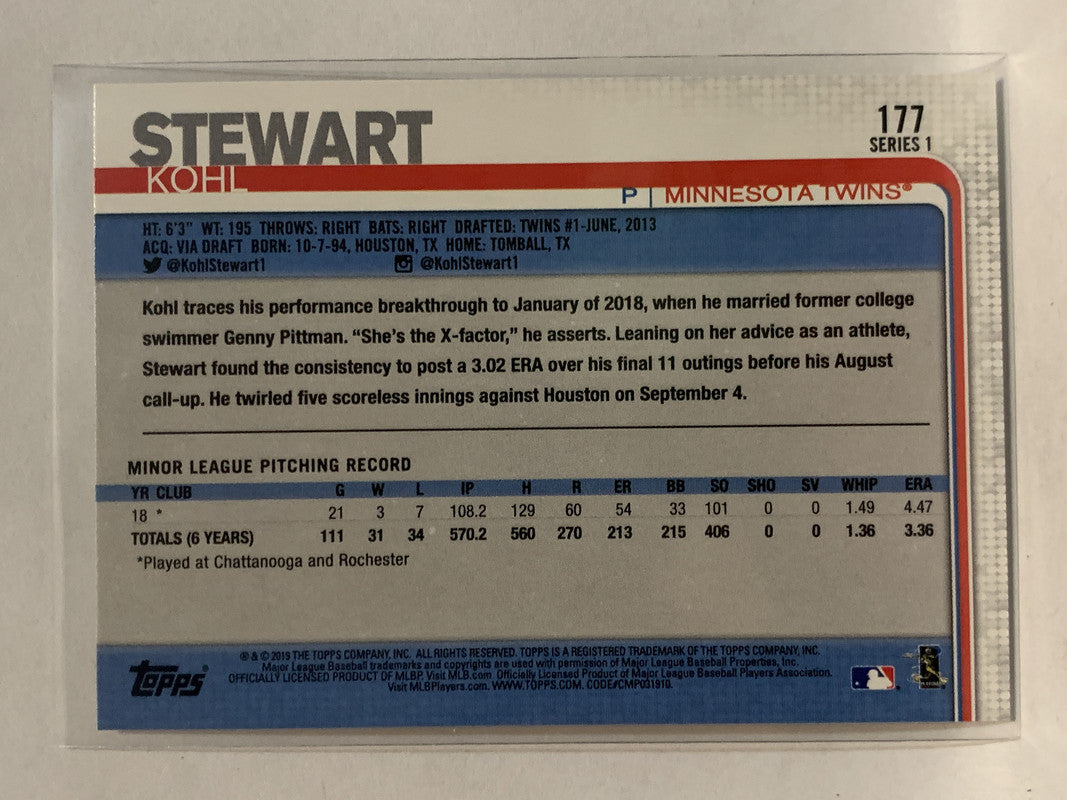 STEWART
KOHL
177
SERIES 1
P | MINNESOTA TWINS®
HT: 6'3" WT: 195 THROWS: RIGHT BATS: RIGHT DRAFTED: TWINS #1-JUNE, 2013
ACQ: VIA DRAFT BORN: 10-7-94, HOUSTON, TX HOME: TOMBALL, TX
@KohlStewart1 @KohlStewart1
Kohl traces his performance breakthrough to January of 2018, when he married former college
swimmer Genny Pittman. “She’s the X-factor,” he asserts. Leaning on her advice as an athlete,
Stewart found the consistency to post a 3.02 ERA over his final 11 outings before his August
call-up. He twirled five scoreless innings against Houston on September 4.
MINOR LEAGUE PITCHING RECORD
YR CLUB G W L IP H R ER BB SO SHO SV WHIP ERA
18 * 21 3 7 108.2 129 60 54 33 101 0 0 1.49 4.47
TOTALS (6 YEARS) 111 31 34 570.2 560 270 213 215 406 0 0 1.36 3.36
*Played at Chattanooga and Rochester
Topps®
® & © 2019 THE TOPPS COMPANY, INC. ALL RIGHTS RESERVED. TOPPS IS A REGISTERED TRADEMARK OF THE TOPPS COMPANY, INC.
Major League Baseball trademarks and copyrights are used with permission of Major League Baseball Properties, Inc.
OFFICIALLY LICENSED PRODUCT OF MLBP. Visit MLB.com Officially Licensed Product of Major League Baseball Players Association.
Visit MLBPlayers.com. WWW.TOPPS.COM. CODE#CMP031910.